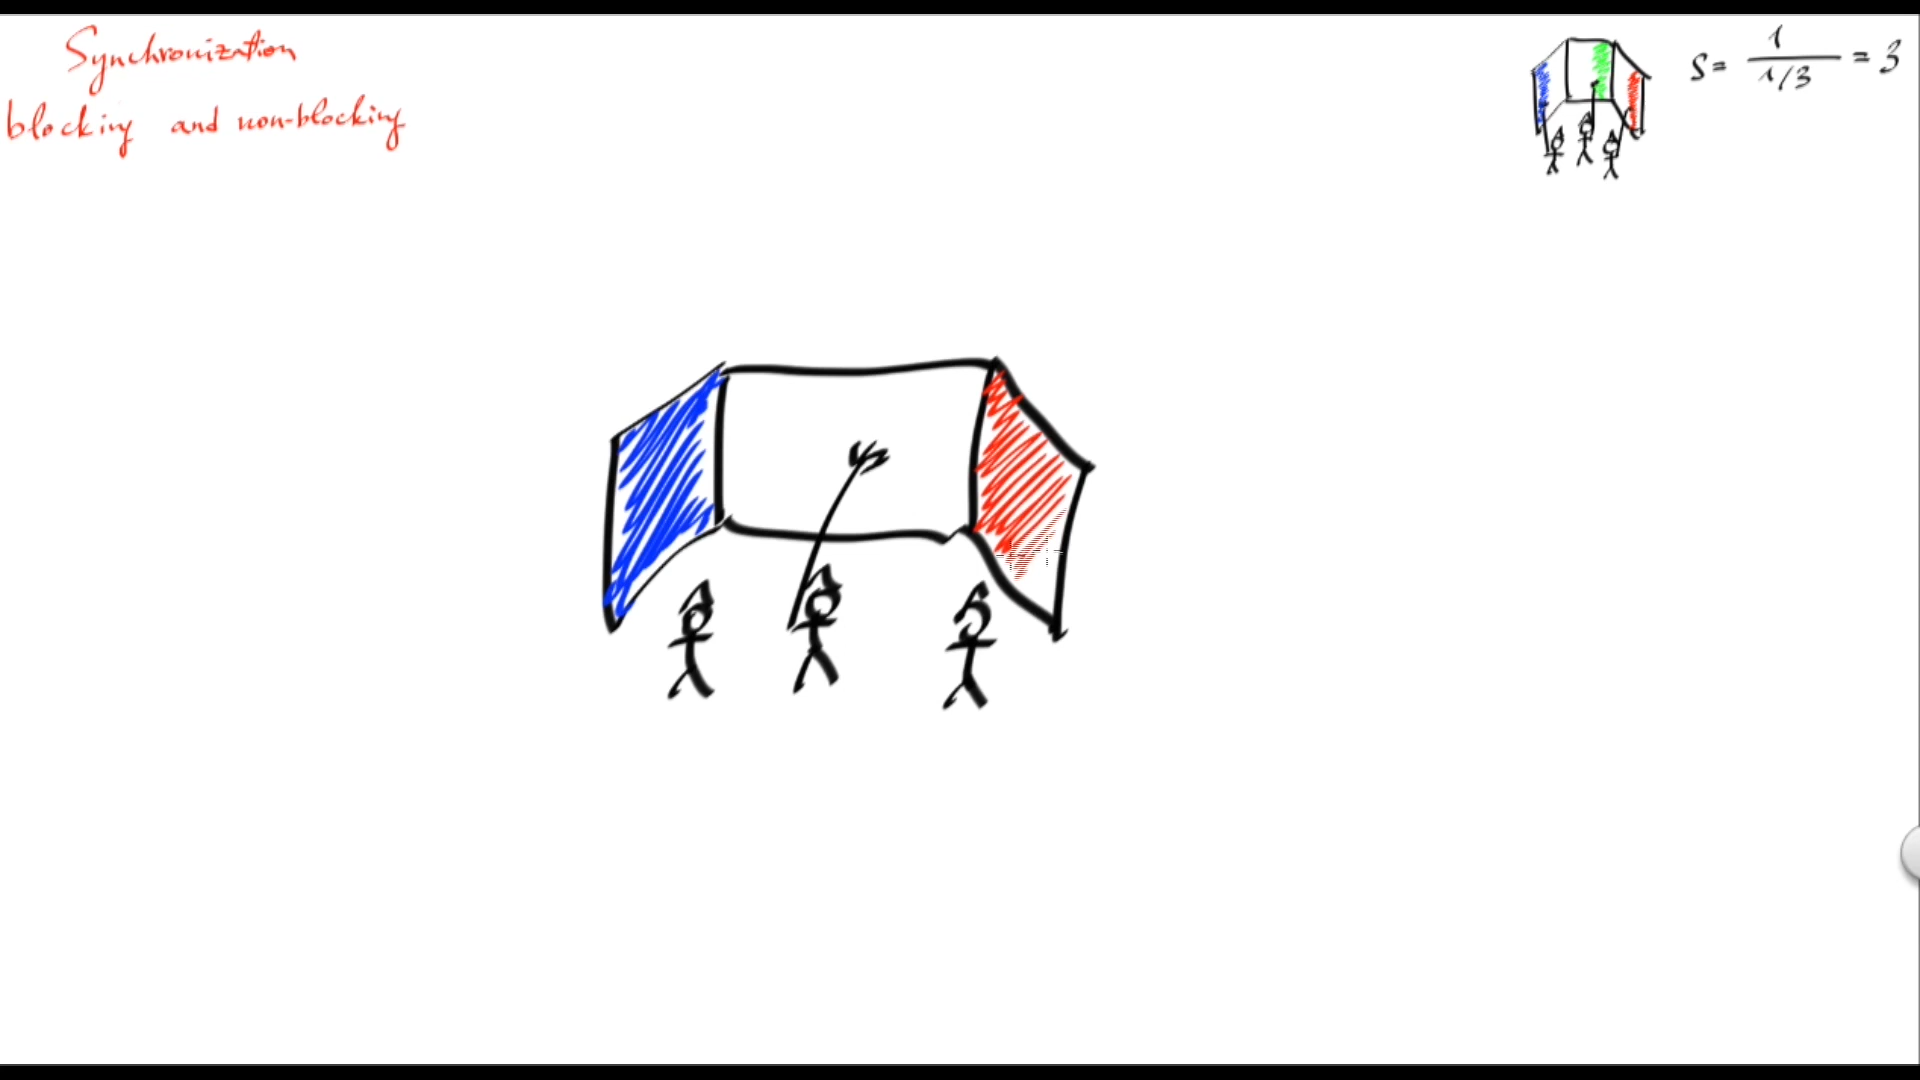 Synchronization
blocking and non-blocking
S = 1 / 1/3 = 3